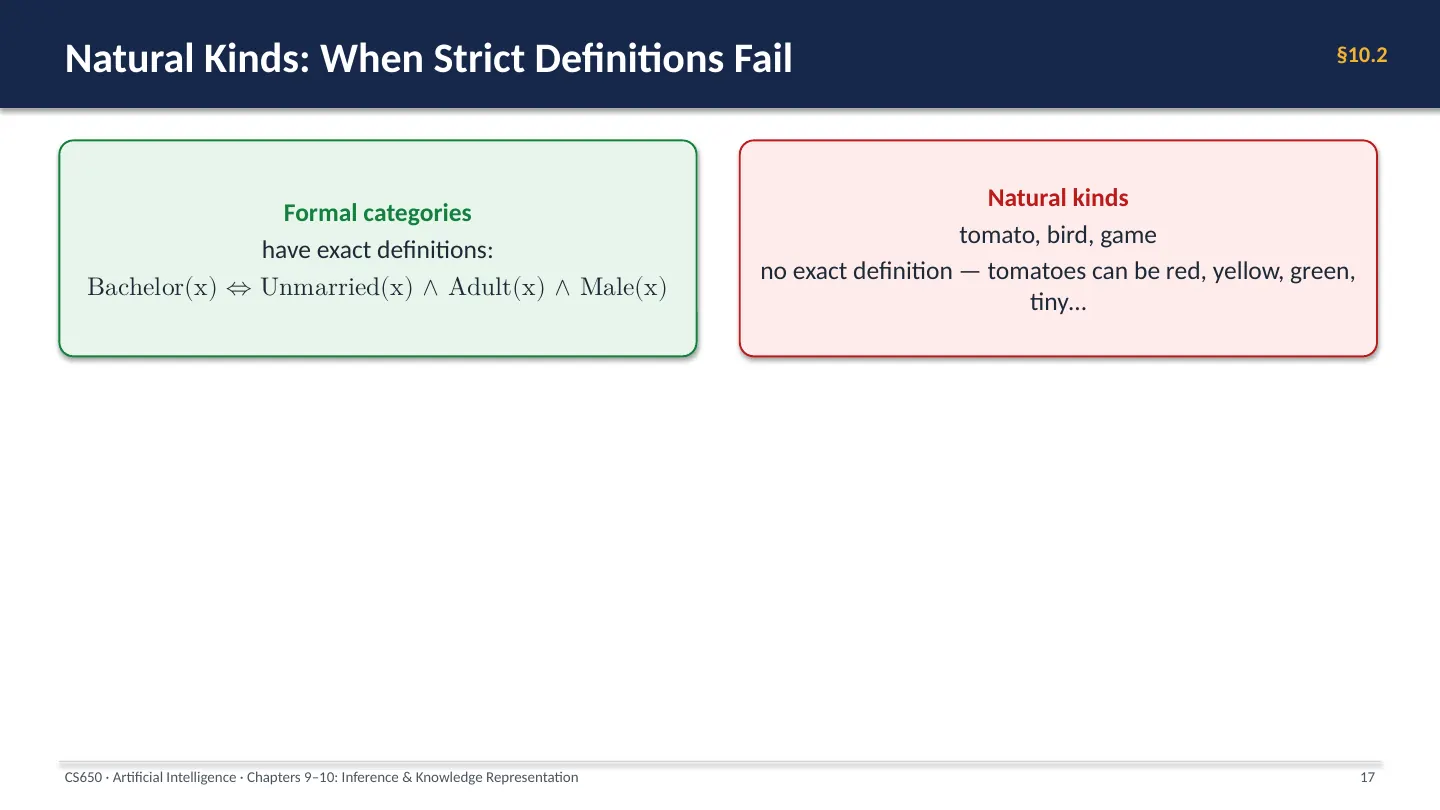 Natural Kinds: When Strict Definitions Fail
§10.2
Formal categories
have exact definitions:
Bachelor(x) ⇔ Unmarried(x) ∧ Adult(x) ∧ Male(x)
Natural kinds
tomato, bird, game
no exact definition — tomatoes can be red, yellow, green,
tiny…
CS650 · Artificial Intelligence · Chapters 9–10: Inference & Knowledge Representation
17